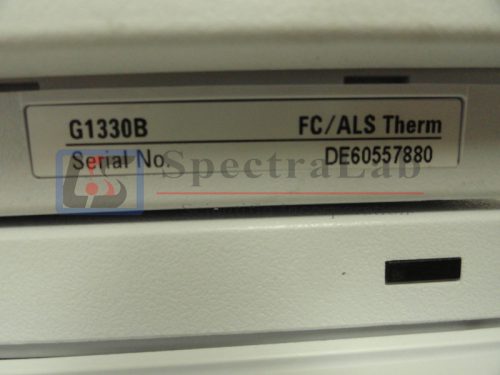 G1330B FC/ALS Therm
Serial No. DE60557880
SpectraLab